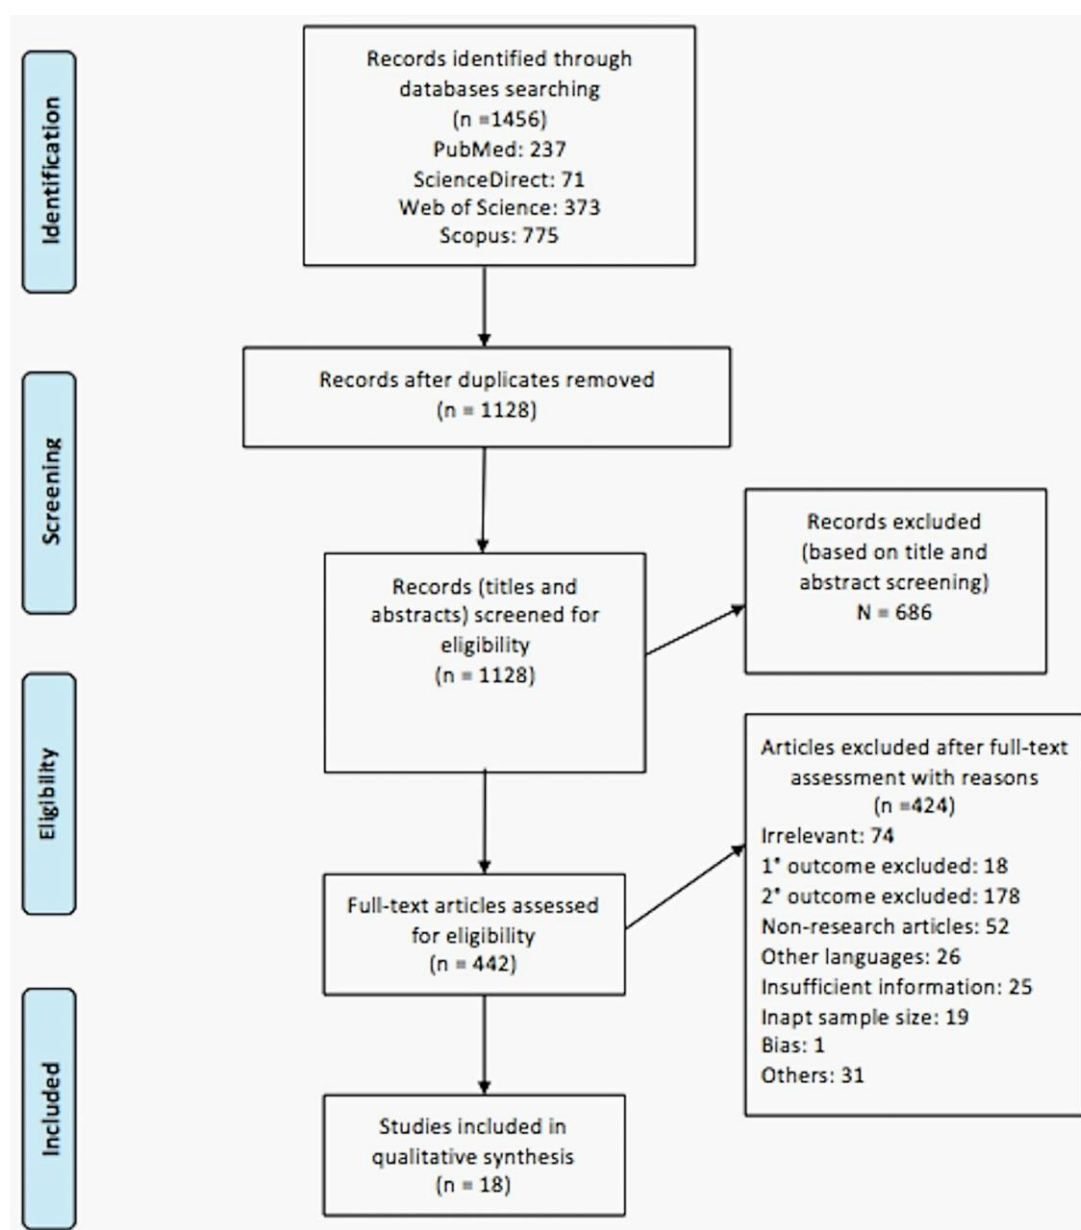 Identification
Records identified through
databases searching
(n =1456)
PubMed: 237
ScienceDirect: 71
Web of Science: 373
Scopus: 775
Screening
Records after duplicates removed
(n = 1128)
Records (titles and
abstracts) screened for
eligibility
(n = 1128)
Records excluded
(based on title and
abstract screening)
N = 686
Eligibility
Full-text articles assessed
for eligibility
(n = 442)
Articles excluded after full-text
assessment with reasons
(n =424)
Irrelevant: 74
1° outcome excluded: 18
2° outcome excluded: 178
Non-research articles: 52
Other languages: 26
Insufficient information: 25
Inapt sample size: 19
Bias: 1
Others: 31
Included
Studies included in
qualitative synthesis
(n = 18)